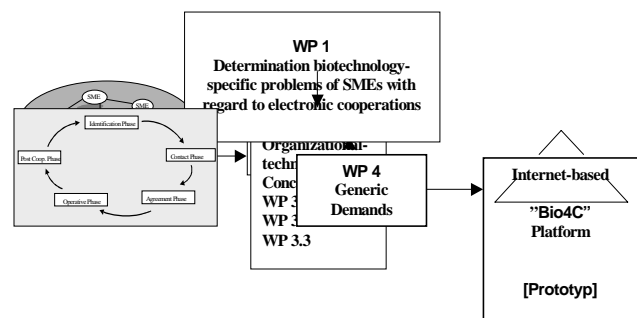 WP 1
Determination biotechnology-
specific problems of SMEs with
regard to electronic cooperations
SME
SME
Identification Phase
Contact Phase
Agreement Phase
Operative Phase
Post Coop. Phase
Organizational-
WP 3
WP 3
WP 3.3
WP 4
Generic
Demands
Internet-based
"Bio4C"
Platform
[Prototyp]